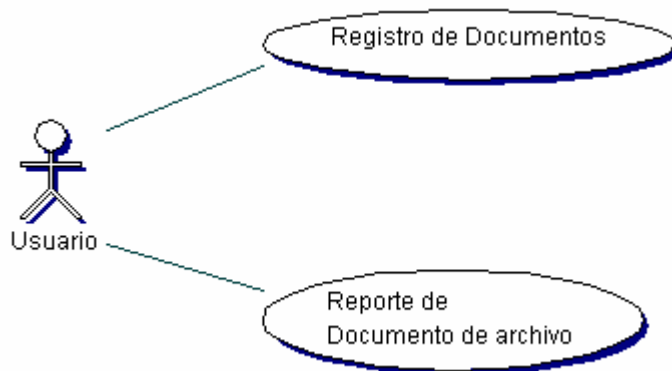 Registro de Documentos
Usuario
Reporte de
Documento de archivo